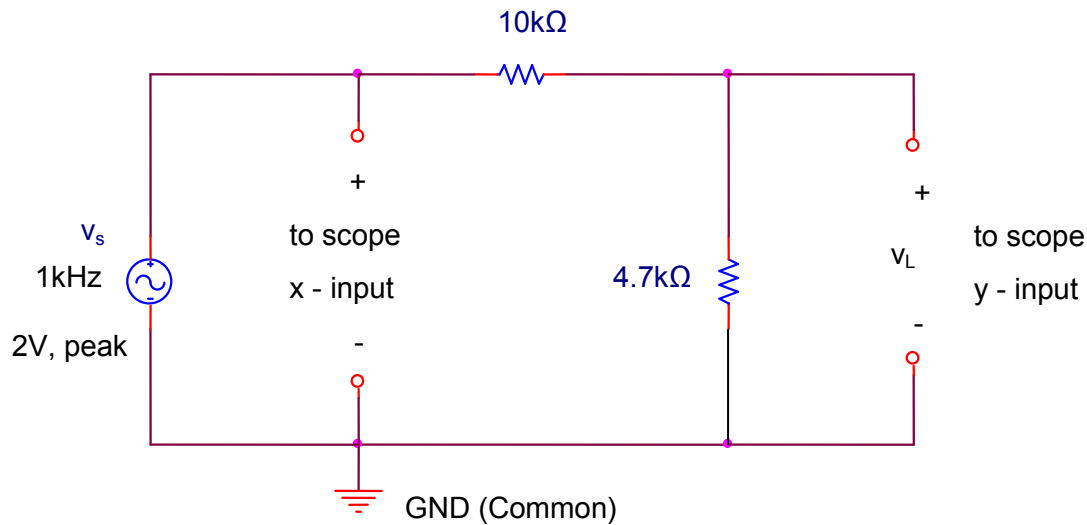 10kΩ
+
to scope
x - input
-
vs
1kHz
2V, peak
4.7kΩ
+
vL
-
to scope
y - input
GND (Common)